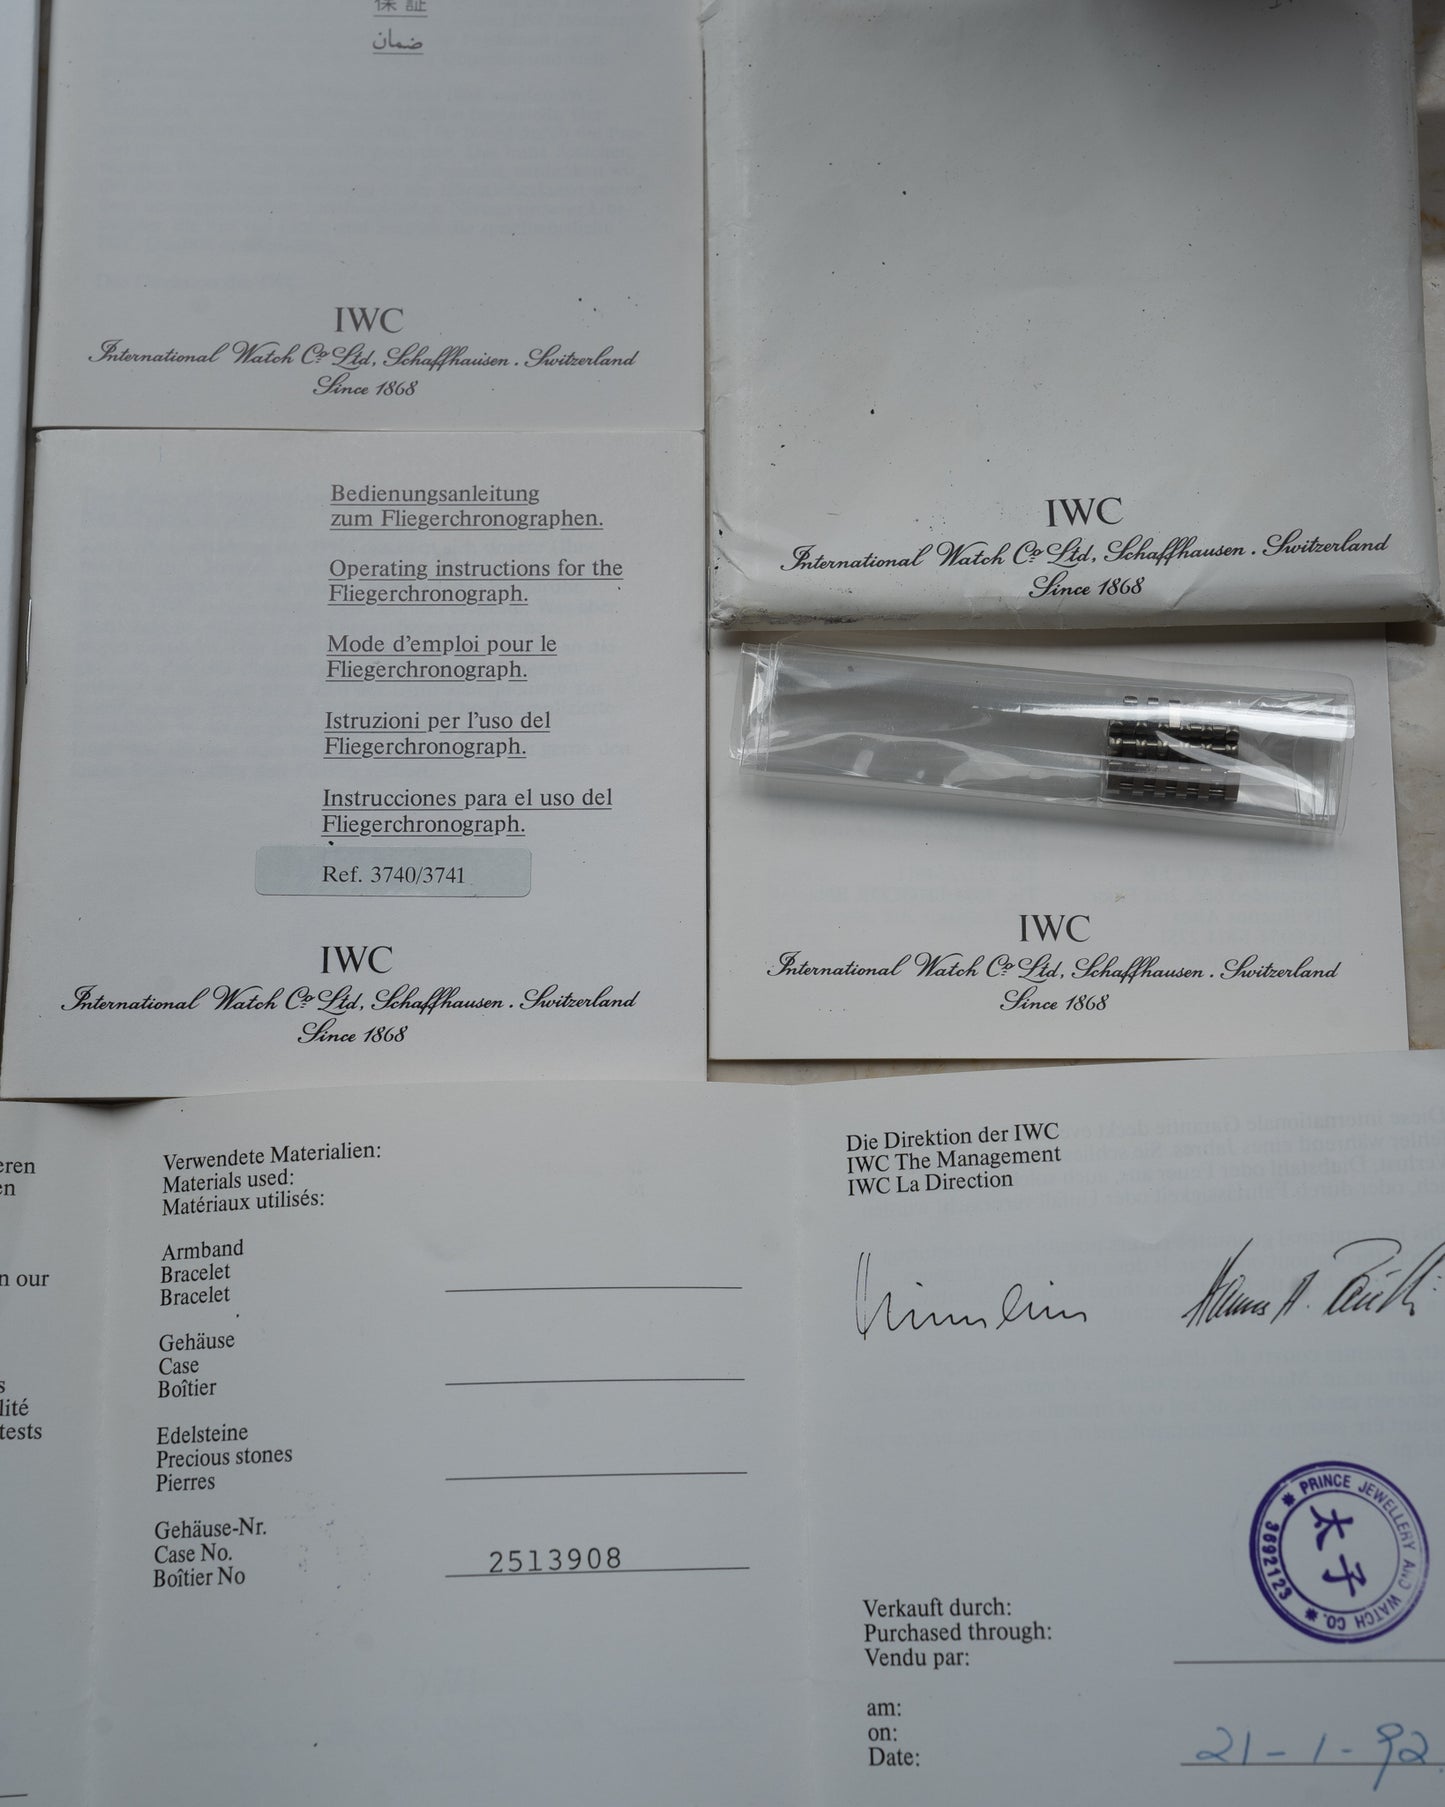 保証
ضمان
IWC
International Watch Co Ltd, Schaffhausen . Switzerland
Since 1868
IWC
International Watch Co Ltd, Schaffhausen . Switzerland
Since 1868
Bedienungsanleitung
zum Fliegerchronographen.
Operating instructions for the
Fliegerchronograph.
Mode d'emploi pour le
Fliegerchronograph.
Istruzioni per l'uso del
Fliegerchronograph.
Instrucciones para el uso del
Fliegerchronograph.
Ref. 3740/3741
IWC
International Watch Co Ltd, Schaffhausen . Switzerland
Since 1868
IWC
International Watch Co Ltd, Schaffhausen . Switzerland
Since 1868
eren
en
n our
s
lité
tests
Verwendete Materialien:
Materials used:
Matériaux utilisés:
Armband
Bracelet
Bracelet
Gehäuse
Case
Boîtier
Edelsteine
Precious stones
Pierres
Gehäuse-Nr.
Case No.
Boîtier No
2513908
Die Direktion der IWC
IWC The Management
IWC La Direction
PRINCE JEWELLERY AND WATCH CO.
3692123
太子
Verkauft durch:
Purchased through:
Vendu par:
am:
on:
Date:
21-1-92